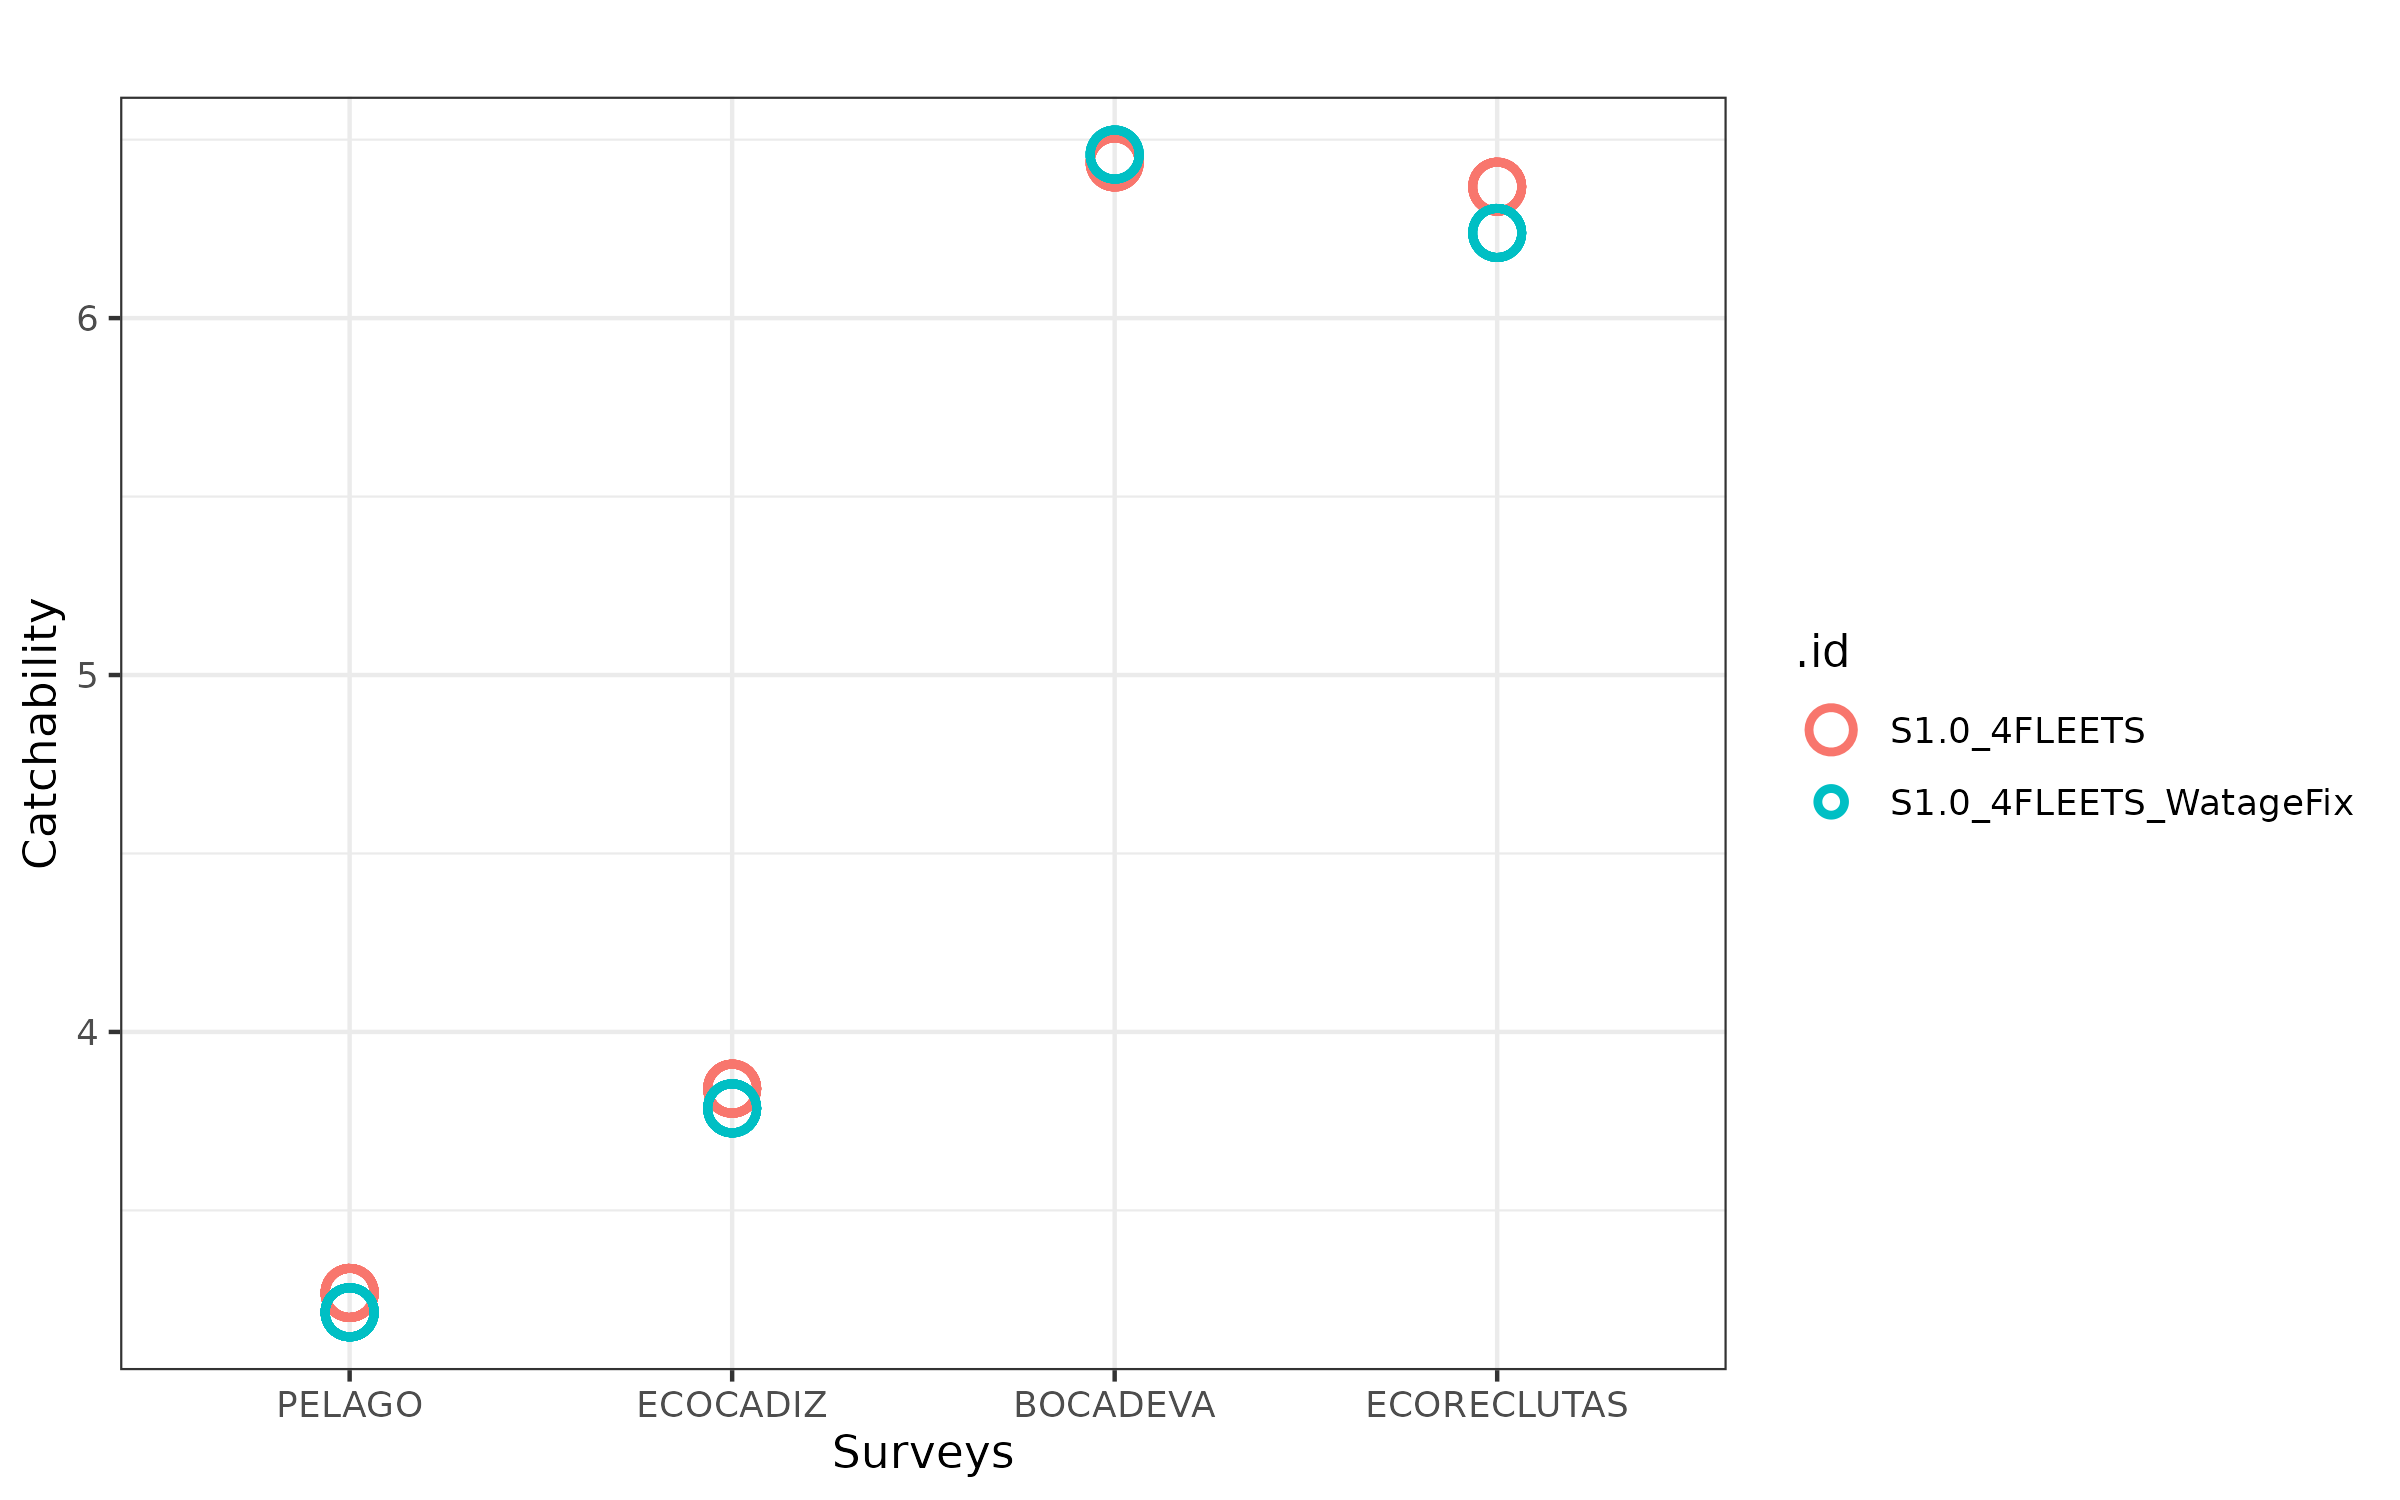 6
5
4
Catchability
PELAGO
ECOCADIZ
BOCADEVA
ECORECLUTAS
Surveys
.id
S1.0_4FLEETS
S1.0_4FLEETS_WatageFix